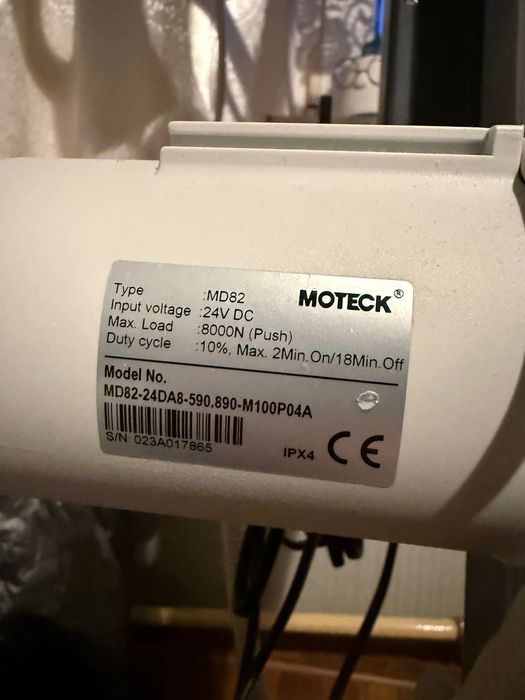 MOTECK®
Type :MD82
Input voltage :24V DC
Max. Load :8000N (Push)
Duty cycle :10%, Max. 2Min.On/18Min.Off
Model No.
MD82-24DA8-590.890-M100P04A
S/N: 023A017865
IPX4 CE